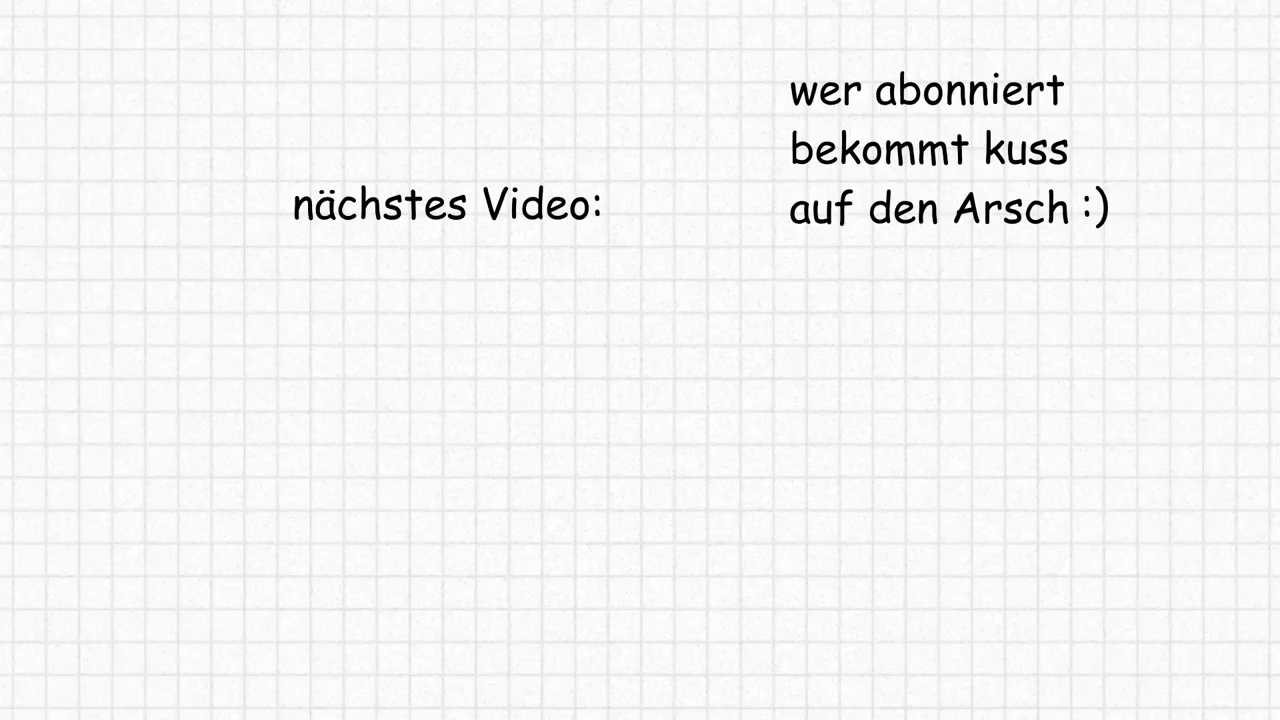 nächstes Video:
wer abonniert
bekommt kuss
auf den Arsch :)